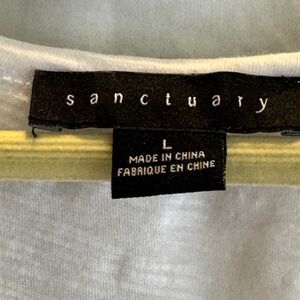 sanctuary
L
MADE IN CHINA
FABRIQUE EN CHINE